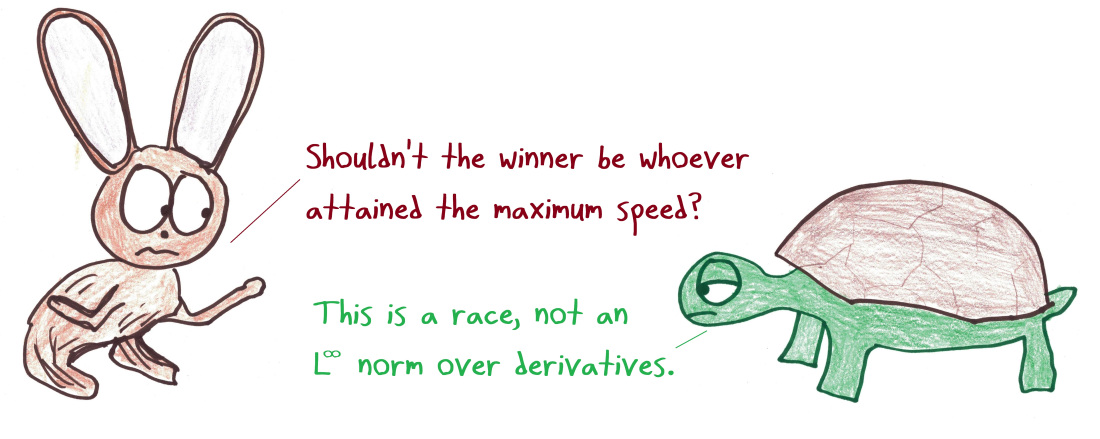 Shouldn't the winner be whoever
attained the maximum speed?
This is a race, not an
L∞ norm over derivatives.